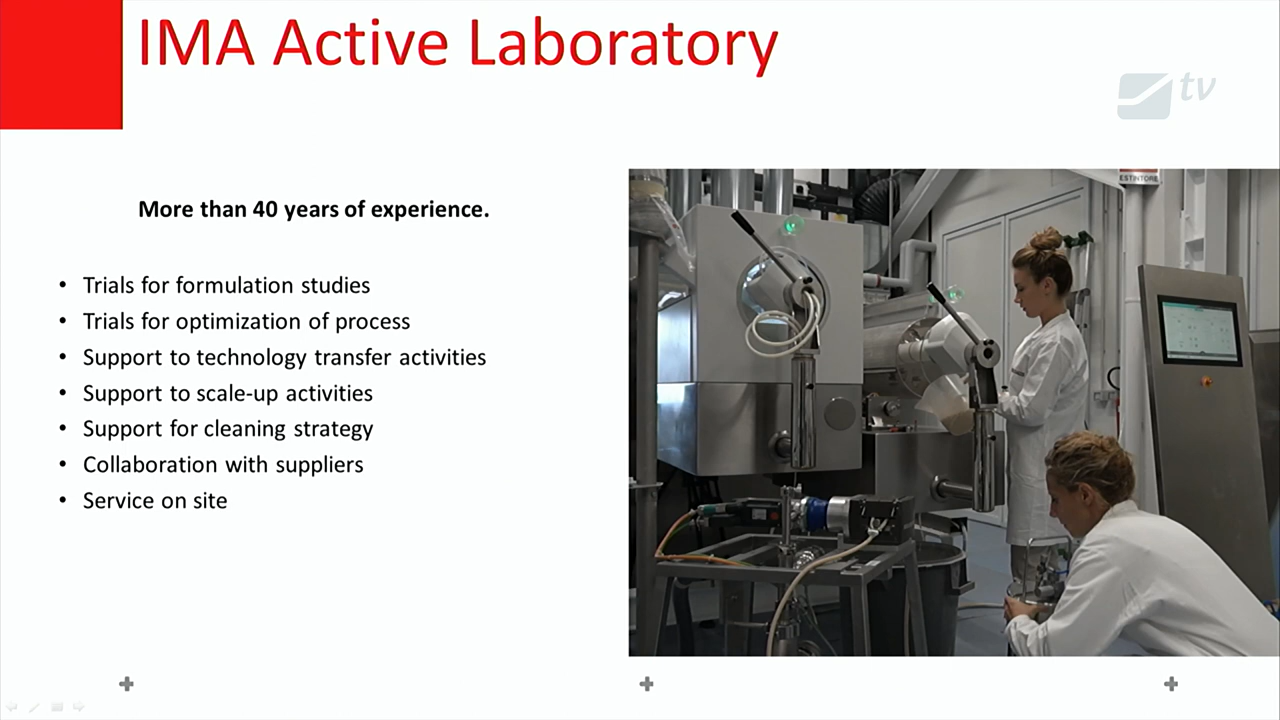 IMA Active Laboratory
tv
More than 40 years of experience.
• Trials for formulation studies
• Trials for optimization of process
• Support to technology transfer activities
• Support to scale-up activities
• Support for cleaning strategy
• Collaboration with suppliers
• Service on site
ESTINTORE